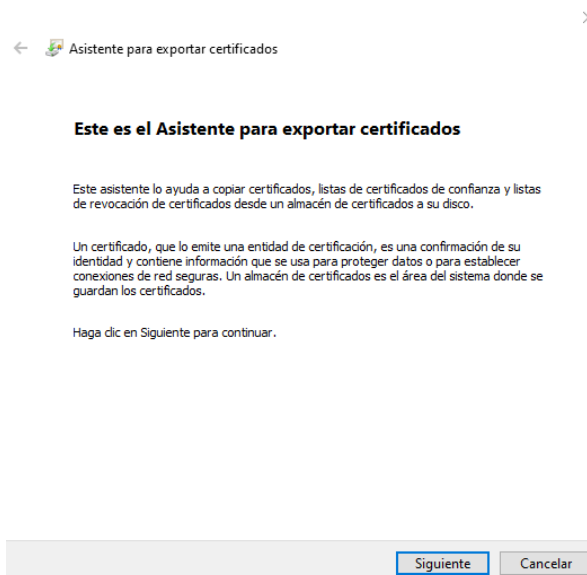 Asistente para exportar certificados
Este es el Asistente para exportar certificados
Este asistente lo ayuda a copiar certificados, listas de certificados de confianza y listas
de revocación de certificados desde un almacén de certificados a su disco.
Un certificado, que lo emite una entidad de certificación, es una confirmación de su
identidad y contiene información que se usa para proteger datos o para establecer
conexiones de red seguras. Un almacén de certificados es el área del sistema donde se
guardan los certificados.
Haga clic en Siguiente para continuar.
Siguiente
Cancelar